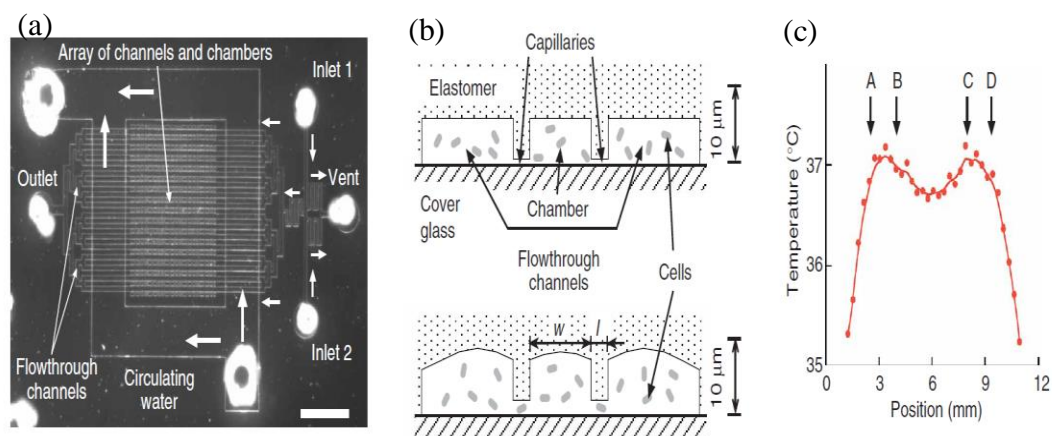 (a)
Array of channels and chambers
Inlet 1
Outlet
Vent
Flowthrough
channels
Circulating
water
Inlet 2
(b)
Capillaries
Elastomer
10 µm
Cover
glass
Chamber
Flowthrough
channels
Cells
w
l
10 µm
(c)
A B C D
Temperature (°C)
37
36
35
0 3 6 9 12
Position (mm)